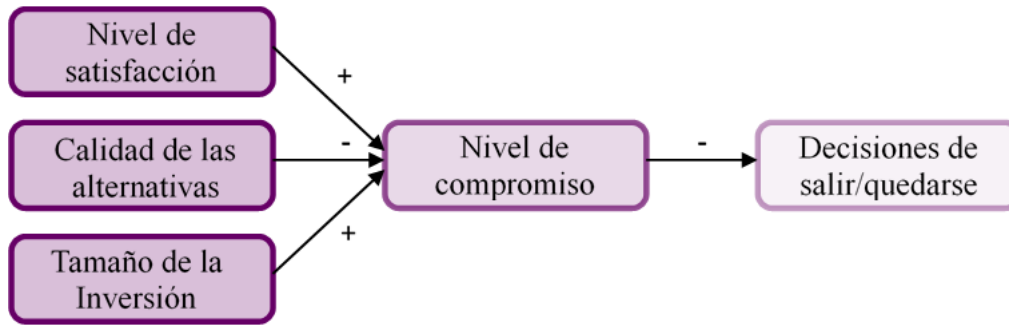 Nivel de
satisfacción
+
Calidad de las
alternativas
-
Nivel de
compromiso
-
Decisiones de
salir/quedarse
+
Tamaño de la
Inversión